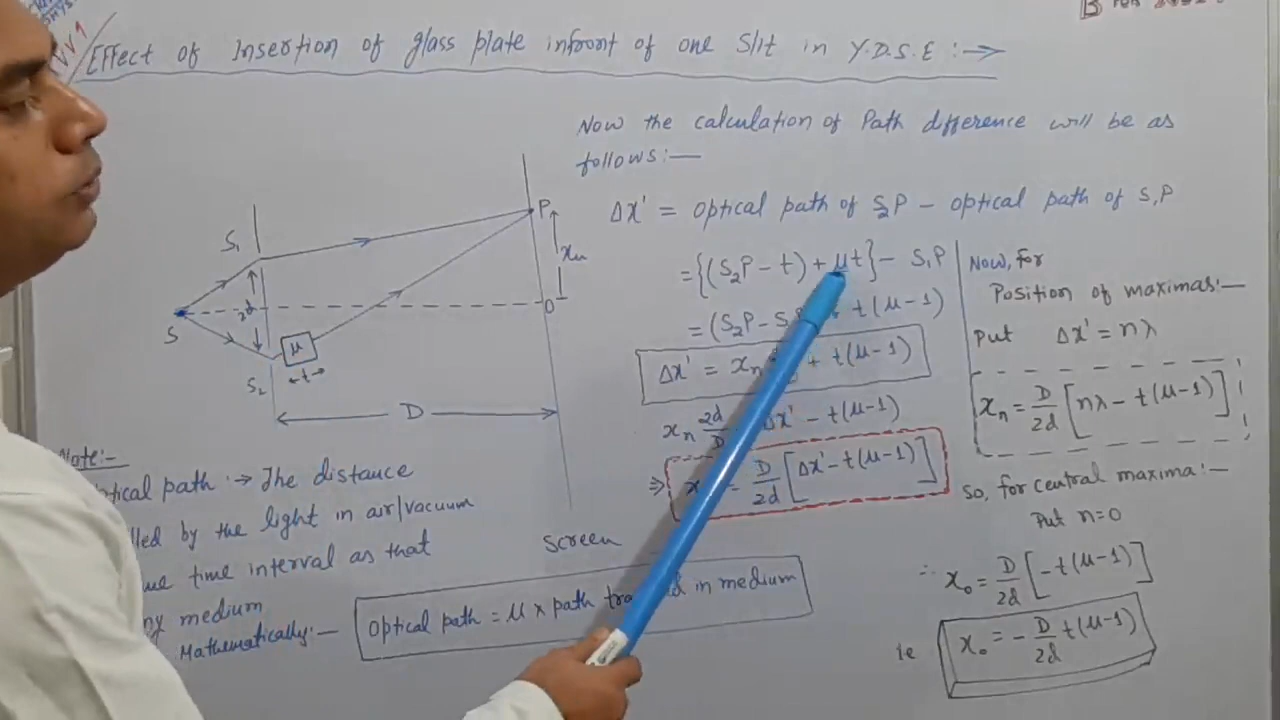 VV1
Effect of Insertion of glass plate infront of one Slit in Y.D.S.E :→
Now the calculation of Path difference will be as
follows:—
Δx' = optical path of S₂P − optical path of S₁P
= {(S₂P − t) + μt} − S₁P
= (S₂P − S + t(μ−1)
Δx' = xₙ + t(μ−1)
xₙ 2d Δx' − t(μ−1)
⇒ D/2d [Δx' − t(μ−1)]
Now, for
Position of maximas:—
Put Δx' = nλ
xₙ = D/2d [nλ − t(μ−1)]
So, for central maxima:—
Put n=0
∴ x₀ = D/2d [−t(μ−1)]
ie x₀ = − D/2d t(μ−1)
S₁
P
xₙ
2d
O
S
μ
←t→
S₂
D
Screen
Note:-
path :→ The distance
by the light in air/vacuum
time interval as that
medium
Mathematically:—
Optical path = μ × path in medium